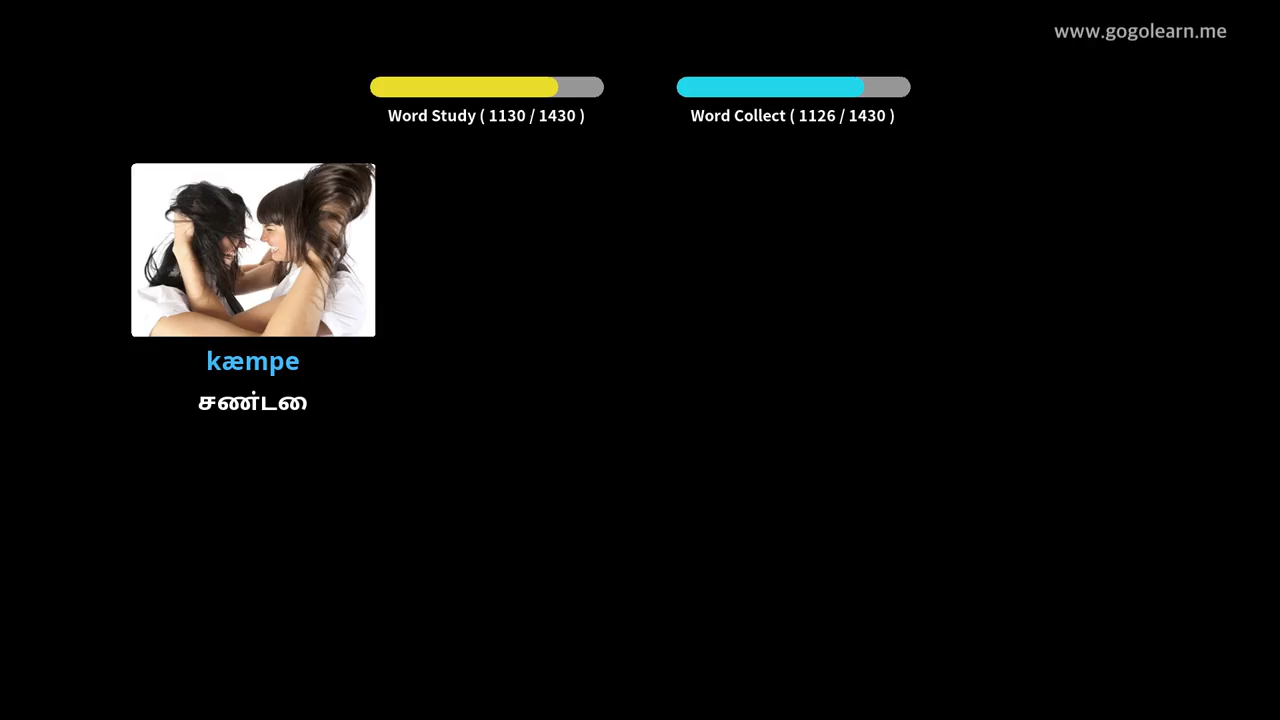 www.gogolearn.me
Word Study ( 1130 / 1430 )
Word Collect ( 1126 / 1430 )
kæmpe
சண்டை